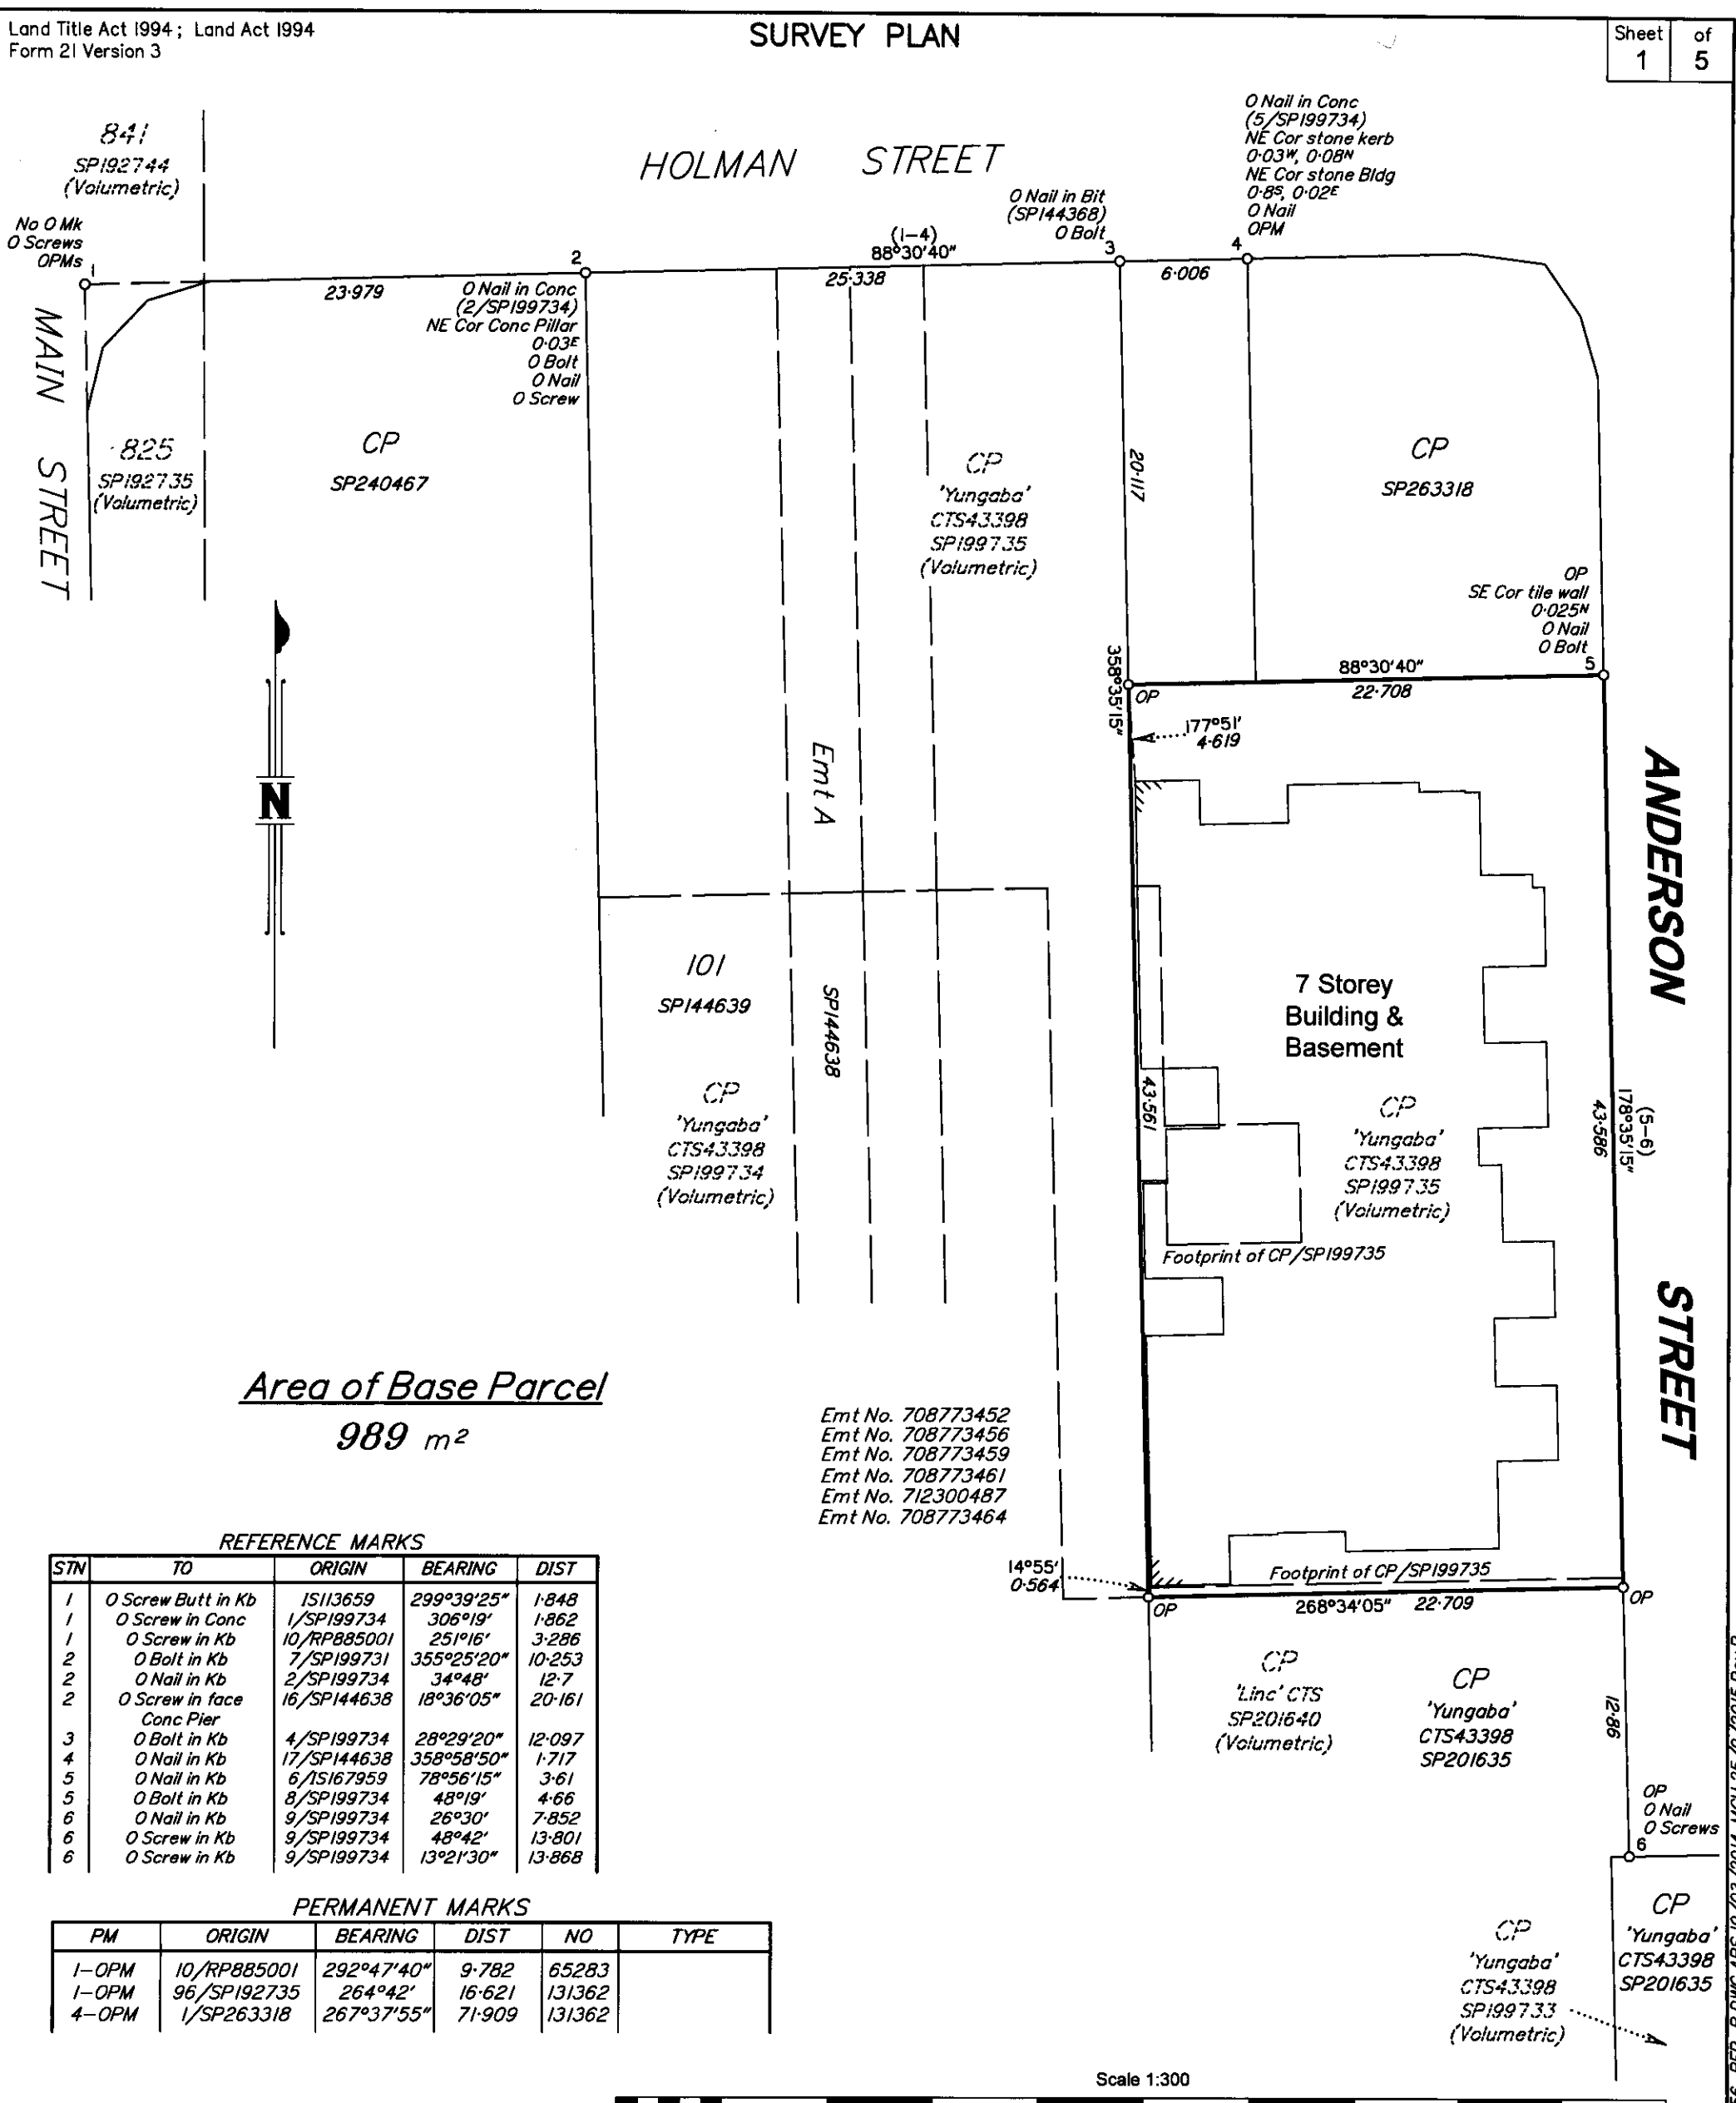 Land Title Act 1994; Land Act 1994
Form 21 Version 3
SURVEY PLAN
Sheet 1 of 5
841
SP192744
(Volumetric)
No O Mk
O Screws
OPMs
1
HOLMAN STREET
O Nail in Conc
(5/SP199734)
NE Cor stone kerb
0·03W, 0·08N
NE Cor stone Bldg
0·8S, 0·02E
O Nail
OPM
4
O Nail in Bit
(SP144368)
O Bolt
3
(1-4)
88°30'40"
2
23·979
25·338
6·006
O Nail in Conc
(2/SP199734)
NE Cor Conc Pillar
0·03E
O Bolt
O Nail
O Screw
MAIN STREET
825
SP192735
(Volumetric)
CP
SP240467
CP
'Yungaba'
CTS43398
SP199735
(Volumetric)
20·117
CP
SP263318
OP
SE Cor tile wall
0·025N
O Nail
O Bolt
5
358°35'15"
88°30'40"
22·708
OP
177°51'
4·619
N
Emt A
ANDERSON STREET
101
SP144639
SP144638
7 Storey
Building &
Basement
CP
'Yungaba'
CTS43398
SP199734
(Volumetric)
43·561
CP
'Yungaba'
CTS43398
SP199735
(Volumetric)
(5-6)
178°35'15"
43·586
Footprint of CP/SP199735
Area of Base Parcel
989 m²
Emt No. 708773452
Emt No. 708773456
Emt No. 708773459
Emt No. 708773461
Emt No. 712300487
Emt No. 708773464
14°55'
0·564
Footprint of CP/SP199735
OP
268°34'05" 22·709
OP
REFERENCE MARKS
STN TO ORIGIN BEARING DIST
1 O Screw Butt in Kb IS113659 299°39'25" 1·848
1 O Screw in Conc 1/SP199734 306°19' 1·862
1 O Screw in Kb 10/RP885001 251°16' 3·286
2 O Bolt in Kb 7/SP199731 355°25'20" 10·253
2 O Nail in Kb 2/SP199734 34°48' 12·7
2 O Screw in face 16/SP144638 18°36'05" 20·161
Conc Pier
3 O Bolt in Kb 4/SP199734 28°29'20" 12·097
4 O Nail in Kb 17/SP144638 358°58'50" 1·717
5 O Nail in Kb 6/IS167959 78°56'15" 3·61
5 O Bolt in Kb 8/SP199734 48°19' 4·66
6 O Nail in Kb 9/SP199734 26°30' 7·852
6 O Screw in Kb 9/SP199734 48°42' 13·801
6 O Screw in Kb 9/SP199734 13°21'30" 13·868
CP
'Linc' CTS
SP201640
(Volumetric)
CP
'Yungaba'
CTS43398
SP201635
12·86
OP
O Nail
O Screws
6
PERMANENT MARKS
PM ORIGIN BEARING DIST NO TYPE
1-OPM 10/RP885001 292°47'40" 9·782 65283
1-OPM 96/SP192735 264°42' 16·621 131362
4-OPM 1/SP263318 267°37'55" 71·909 131362
CP
'Yungaba'
CTS43398
SP199733
(Volumetric)
CP
'Yungaba'
CTS43398
SP201635
Scale 1:300